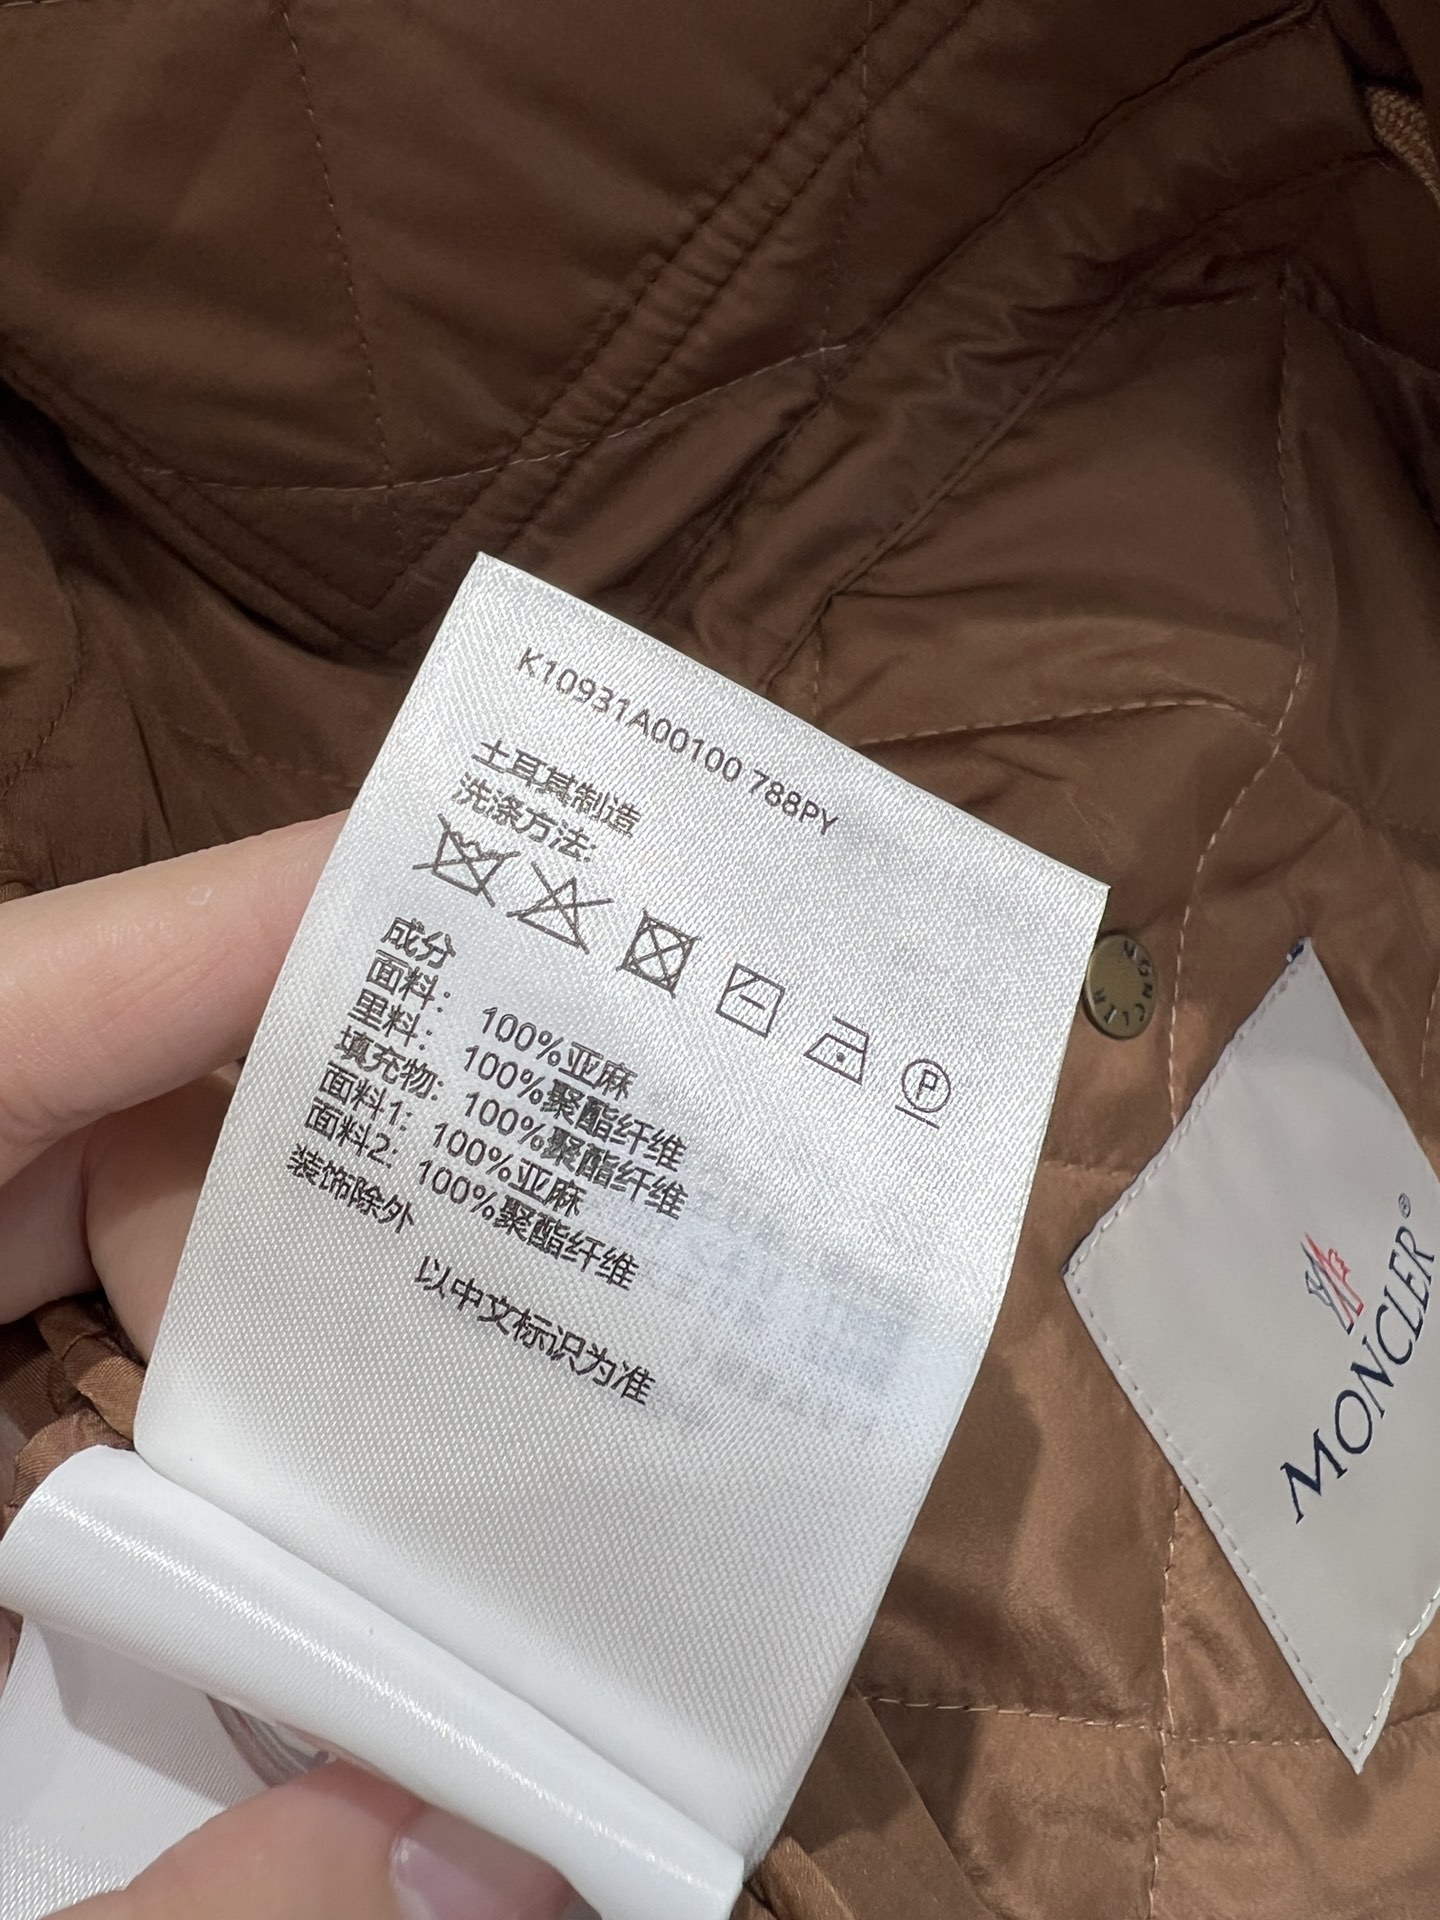 K10931A00100 788PY
土耳其制造
洗涤方法:
P
成分
面料: 100%亚麻
里料: 100%聚酯纤维
填充物: 100%聚酯纤维
面料1: 100%亚麻
面料2: 100%聚酯纤维
装饰除外
以中文标识为准
MONCLER
MONCLER®